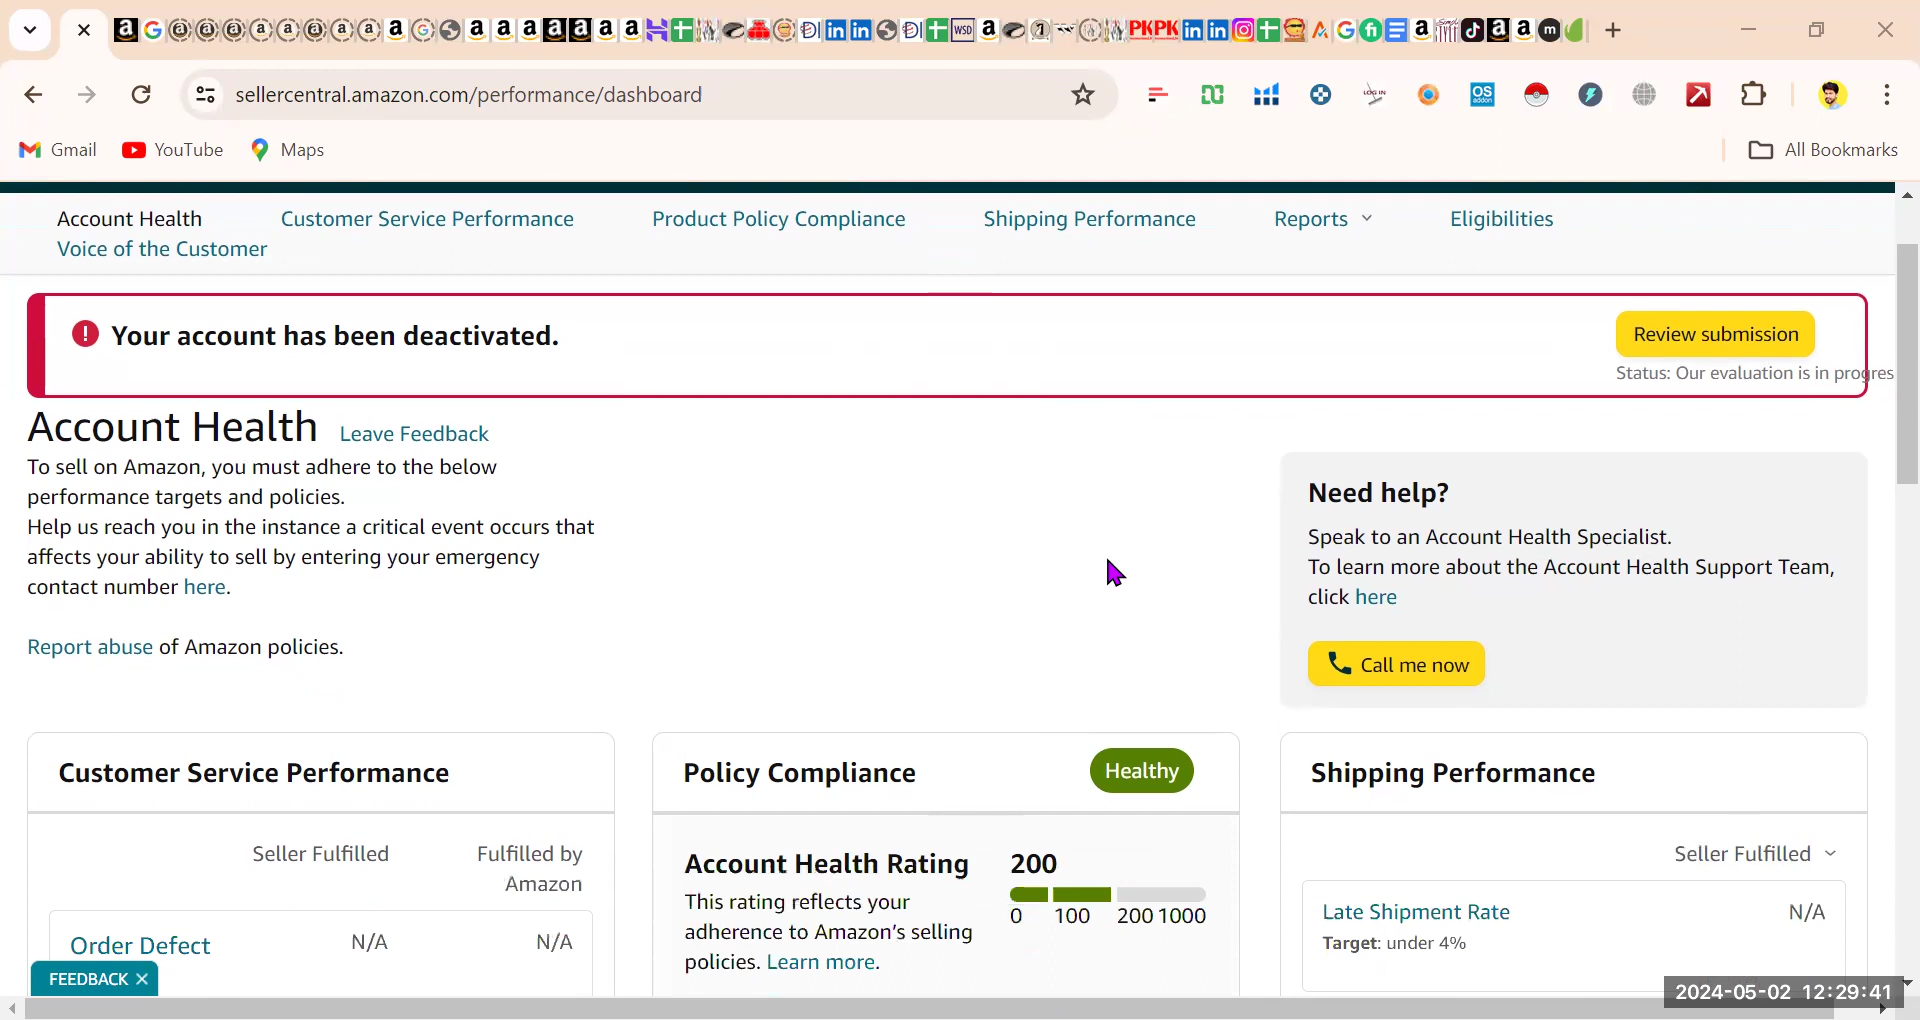 sellercentral.amazon.com/performance/dashboard
Gmail YouTube Maps All Bookmarks
Account Health Customer Service Performance Product Policy Compliance Shipping Performance Reports Eligibilities
Voice of the Customer
Your account has been deactivated.
Review submission
Status: Our evaluation is in progres
Account Health Leave Feedback
To sell on Amazon, you must adhere to the below
performance targets and policies.
Help us reach you in the instance a critical event occurs that
affects your ability to sell by entering your emergency
contact number here.
Report abuse of Amazon policies.
Need help?
Speak to an Account Health Specialist.
To learn more about the Account Health Support Team,
click here
Call me now
Customer Service Performance
Seller Fulfilled Fulfilled by
Amazon
Order Defect N/A N/A
FEEDBACK
Policy Compliance Healthy
Account Health Rating 200
This rating reflects your
adherence to Amazon's selling
policies. Learn more.
0 100 200 1000
Shipping Performance
Seller Fulfilled
Late Shipment Rate N/A
Target: under 4%
2024-05-02 12:29:41